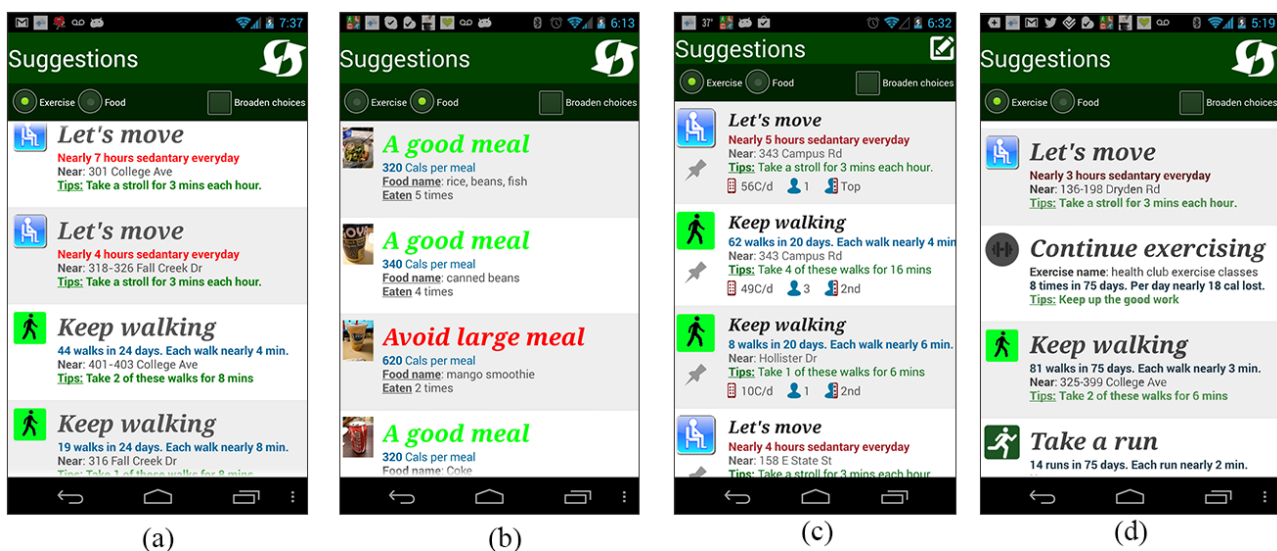 7:37
Suggestions
Exercise Food Broaden choices
Let's move
Nearly 7 hours sedantary everyday
Near: 301 College Ave
Tips: Take a stroll for 3 mins each hour.
Let's move
Nearly 4 hours sedantary everyday
Near: 318-326 Fall Creek Dr
Tips: Take a stroll for 3 mins each hour.
Keep walking
44 walks in 24 days. Each walk nearly 4 min.
Near: 401-403 College Ave
Tips: Take 2 of these walks for 8 mins
Keep walking
19 walks in 24 days. Each walk nearly 8 min.
Near: 316 Fall Creek Dr
Tips: Take 1 of these walks for 8 mins
(a)
6:13
Suggestions
Exercise Food Broaden choices
A good meal
320 Cals per meal
Food name: rice, beans, fish
Eaten 5 times
A good meal
340 Cals per meal
Food name: canned beans
Eaten 4 times
Avoid large meal
620 Cals per meal
Food name: mango smoothie
Eaten 2 times
A good meal
320 Cals per meal
Food name: Coke
(b)
37° 6:32
Suggestions
Exercise Food Broaden choices
Let's move
Nearly 5 hours sedantary everyday
Near: 343 Campus Rd
Tips: Take a stroll for 3 mins each hour.
56C/d 1 Top
Keep walking
62 walks in 20 days. Each walk nearly 4 min
Near: 343 Campus Rd
Tips: Take 4 of these walks for 16 mins
49C/d 3 2nd
Keep walking
8 walks in 20 days. Each walk nearly 6 min.
Near: Hollister Dr
Tips: Take 1 of these walks for 6 mins
10C/d 1 2nd
Let's move
Nearly 4 hours sedantary everyday
Near: 158 E State St
Tips: Take a stroll for 3 mins each hour.
(c)
5:19
Suggestions
Exercise Food Broaden choices
Let's move
Nearly 3 hours sedantary everyday
Near: 136-198 Dryden Rd
Tips: Take a stroll for 3 mins each hour.
Continue exercising
Exercise name: health club exercise classes
8 times in 75 days. Per day nearly 18 cal lost.
Tips: Keep up the good work
Keep walking
81 walks in 75 days. Each walk nearly 3 min.
Near: 325-399 College Ave
Tips: Take 2 of these walks for 6 mins
Take a run
14 runs in 75 days. Each run nearly 2 min.
(d)